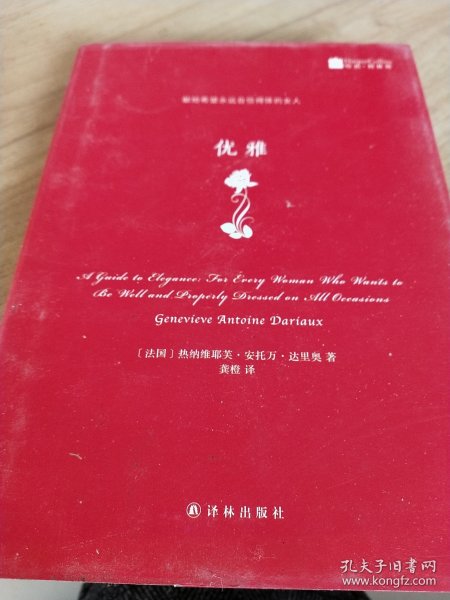 HarperCollins
献给希望永远自信得体的女人
优雅
A Guide to Elegance: For Every Woman Who Wants to
Be Well and Properly Dressed on All Occasions
Genevieve Antoine Dariaux
〔法国〕热纳维耶芙·安托万·达里奥 著
龚橙 译
译林出版社
孔夫子旧书网
www.kongfz.com